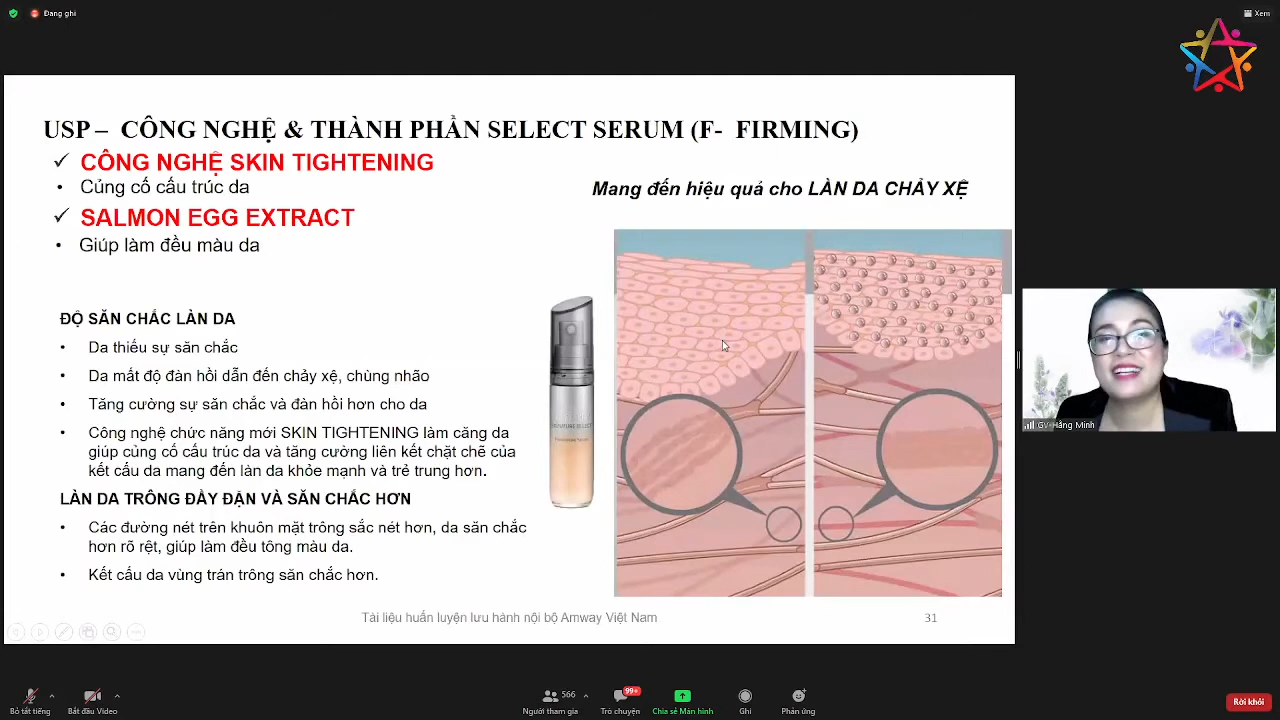 Đang ghi
Xem
USP – CÔNG NGHỆ & THÀNH PHẦN SELECT SERUM (F- FIRMING)
✓ CÔNG NGHỆ SKIN TIGHTENING
• Củng cố cấu trúc da
Mang đến hiệu quả cho LÀN DA CHẢY XỆ
✓ SALMON EGG EXTRACT
• Giúp làm đều màu da
ĐỘ SĂN CHẮC LÀN DA
• Da thiếu sự săn chắc
• Da mất độ đàn hồi dẫn đến chảy xệ, chùng nhão
• Tăng cường sự săn chắc và đàn hồi hơn cho da
• Công nghệ chức năng mới SKIN TIGHTENING làm căng da
giúp củng cố cấu trúc da và tăng cường liên kết chặt chẽ của
kết cấu da mang đến làn da khỏe mạnh và trẻ trung hơn.
LÀN DA TRÔNG ĐẦY ĐẶN VÀ SĂN CHẮC HƠN
• Các đường nét trên khuôn mặt trông sắc nét hơn, da săn chắc
hơn rõ rệt, giúp làm đều tông màu da.
• Kết cấu da vùng trán trông săn chắc hơn.
Tài liệu huấn luyện lưu hành nội bộ Amway Việt Nam
31
GV-Hằng Minh
Bỏ tắt tiếng
Bắt đầu Video
566
Người tham gia
99+
Trò chuyện
Chia sẻ Màn hình
Ghi
Phản ứng
Rời khỏi